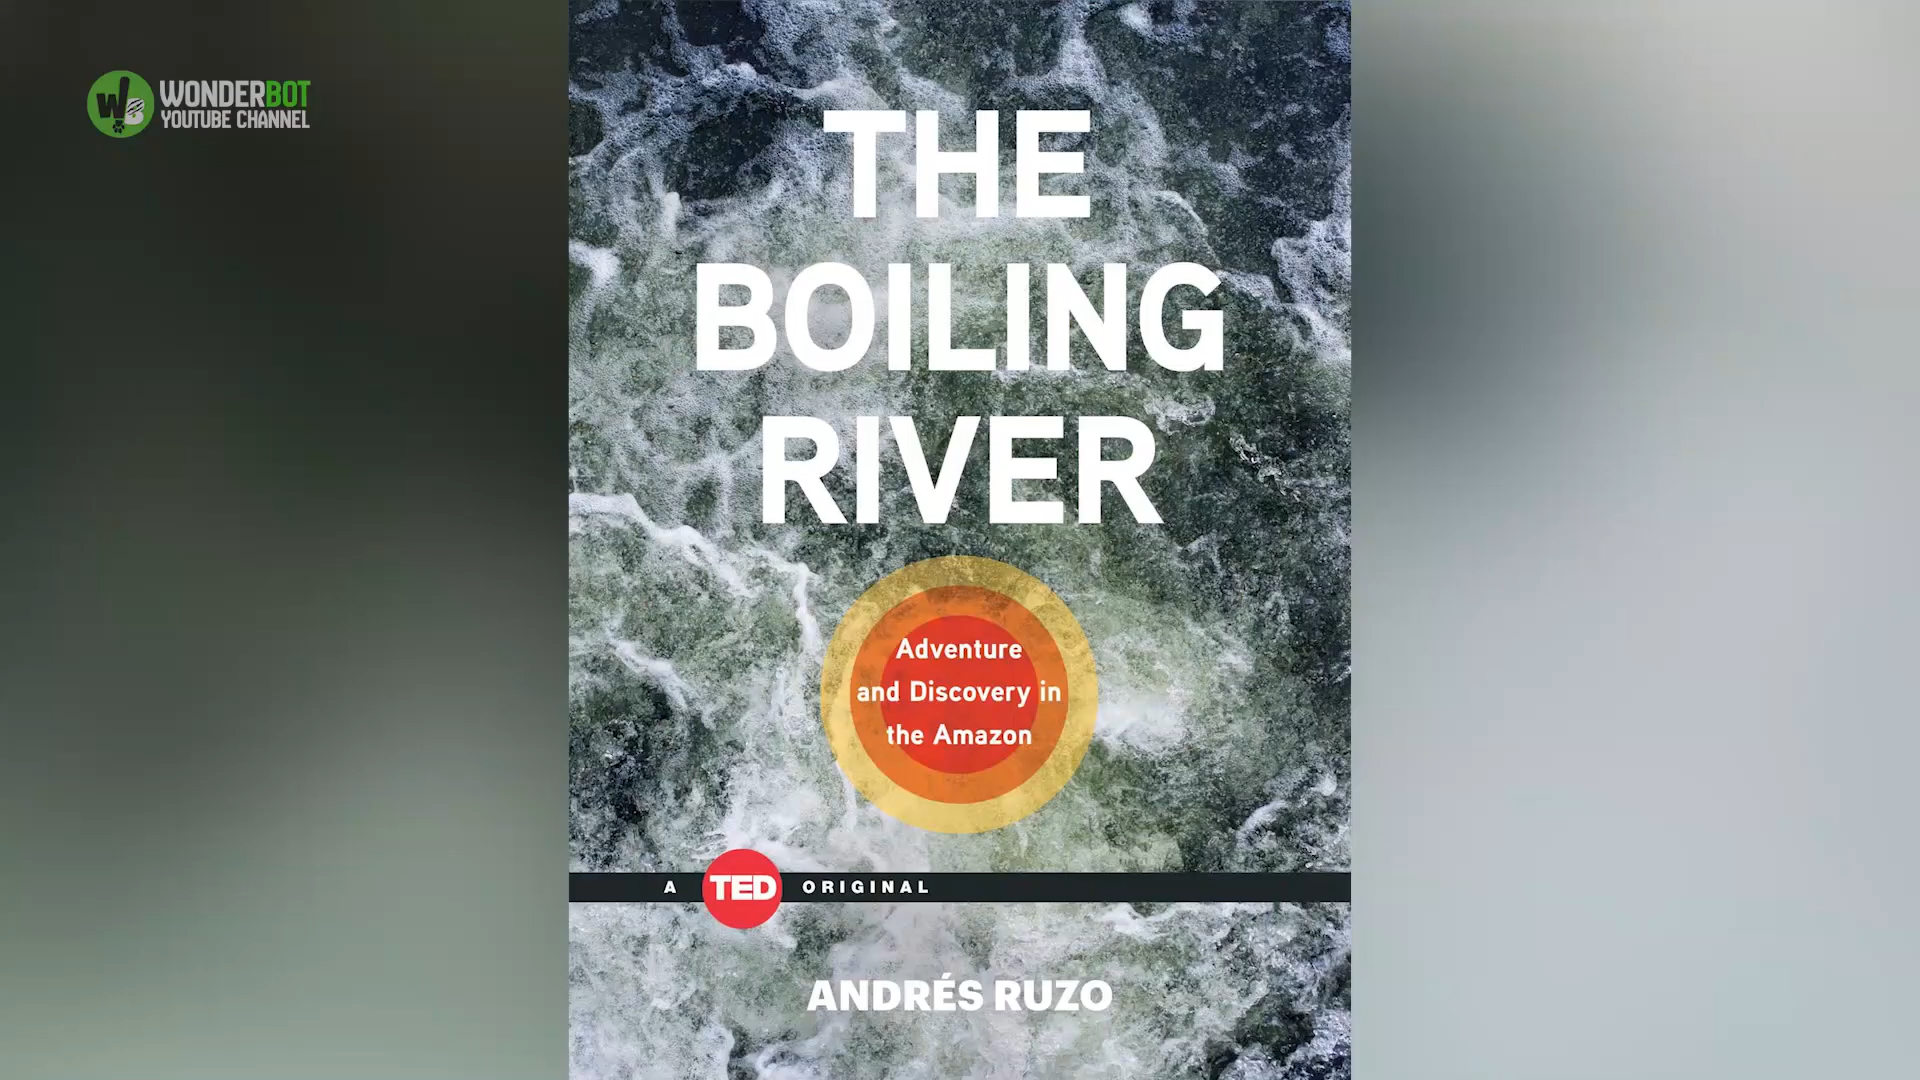 WONDERBOT
YOUTUBE CHANNEL
THE
BOILING
RIVER
Adventure
and Discovery in
the Amazon
A TED ORIGINAL
ANDRÉS RUZO